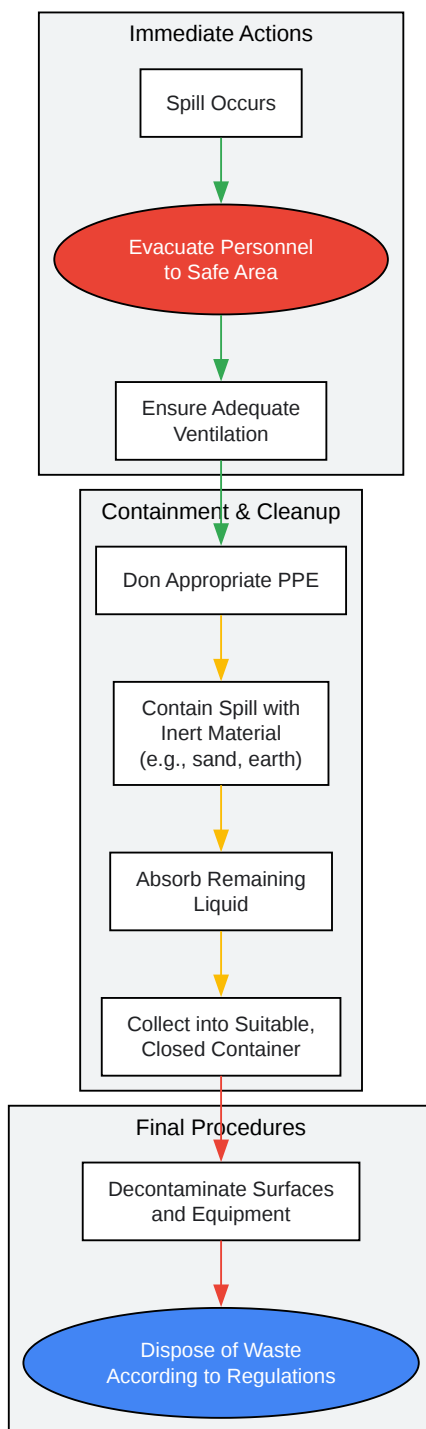 Immediate Actions
Spill Occurs
Evacuate Personnel
to Safe Area
Ensure Adequate
Ventilation
Containment & Cleanup
Don Appropriate PPE
Contain Spill with
Inert Material
(e.g., sand, earth)
Absorb Remaining
Liquid
Collect into Suitable,
Closed Container
Final Procedures
Decontaminate Surfaces
and Equipment
Dispose of Waste
According to Regulations